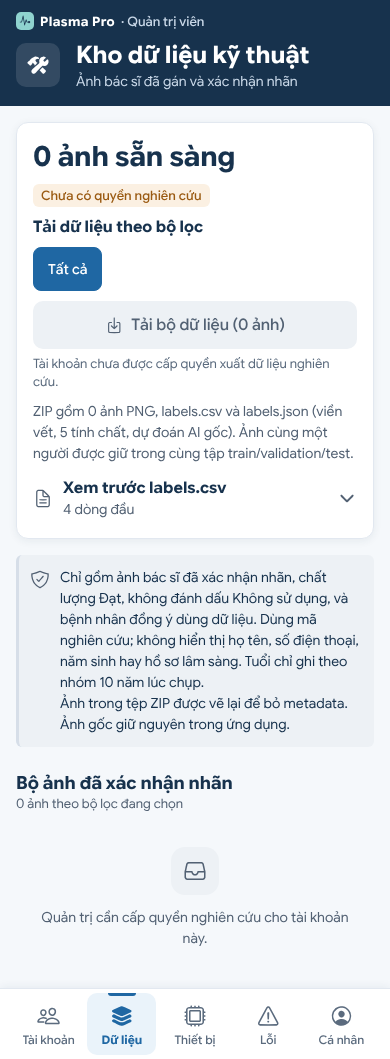 Plasma Pro · Quản trị viên
Kho dữ liệu kỹ thuật
Ảnh bác sĩ đã gán và xác nhận nhãn
0 ảnh sẵn sàng
Chưa có quyền nghiên cứu
Tải dữ liệu theo bộ lọc
Tất cả
Tải bộ dữ liệu (0 ảnh)
Tài khoản chưa được cấp quyền xuất dữ liệu nghiên
cứu.
ZIP gồm 0 ảnh PNG, labels.csv và labels.json (viền
vết, 5 tính chất, dự đoán AI gốc). Ảnh cùng một
người được giữ trong cùng tập train/validation/test.
Xem trước labels.csv
4 dòng đầu
Chỉ gồm ảnh bác sĩ đã xác nhận nhãn, chất
lượng Đạt, không đánh dấu Không sử dụng, và
bệnh nhân đồng ý dùng dữ liệu. Dùng mã
nghiên cứu; không hiển thị họ tên, số điện thoại,
năm sinh hay hồ sơ lâm sàng. Tuổi chỉ ghi theo
nhóm 10 năm lúc chụp.
Ảnh trong tệp ZIP được vẽ lại để bỏ metadata.
Ảnh gốc giữ nguyên trong ứng dụng.
Bộ ảnh đã xác nhận nhãn
0 ảnh theo bộ lọc đang chọn
Quản trị cần cấp quyền nghiên cứu cho tài khoản
này.
Tài khoản
Dữ liệu
Thiết bị
Lỗi
Cá nhân